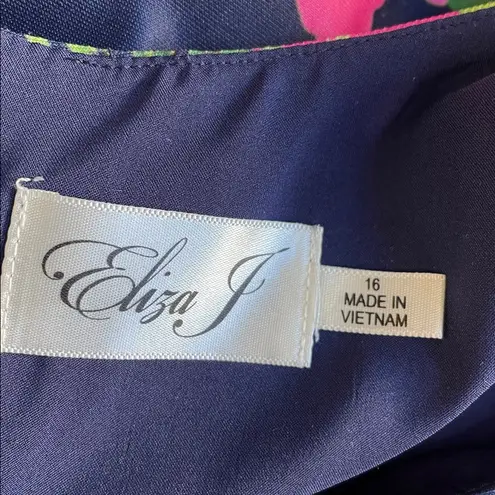 Eliza J
16
MADE IN
VIETNAM